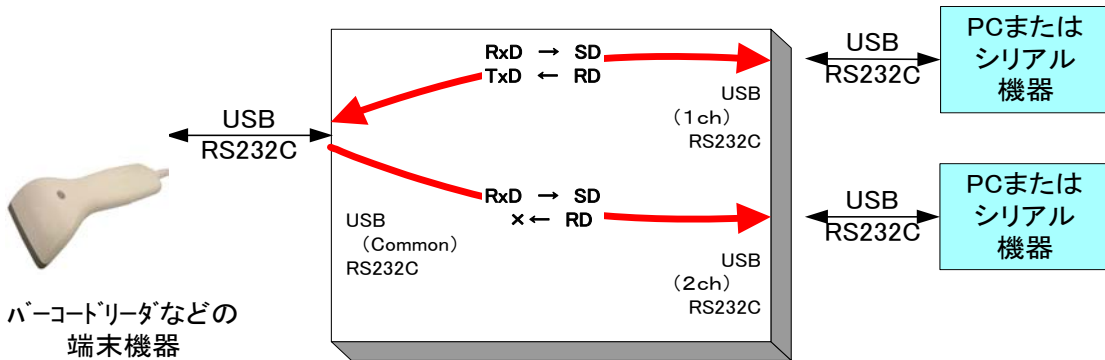 RxD → SD
TxD ← RD
USB
RS232C
PCまたは
シリアル
機器
USB
(1ch)
RS232C
USB
RS232C
RxD → SD
×← RD
USB
(Common)
RS232C
USB
RS232C
PCまたは
シリアル
機器
USB
(2ch)
RS232C
バーコードリーダなどの
端末機器